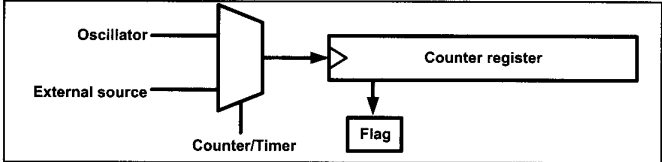 Oscillator
Counter register
External source
Flag
Counter/Timer